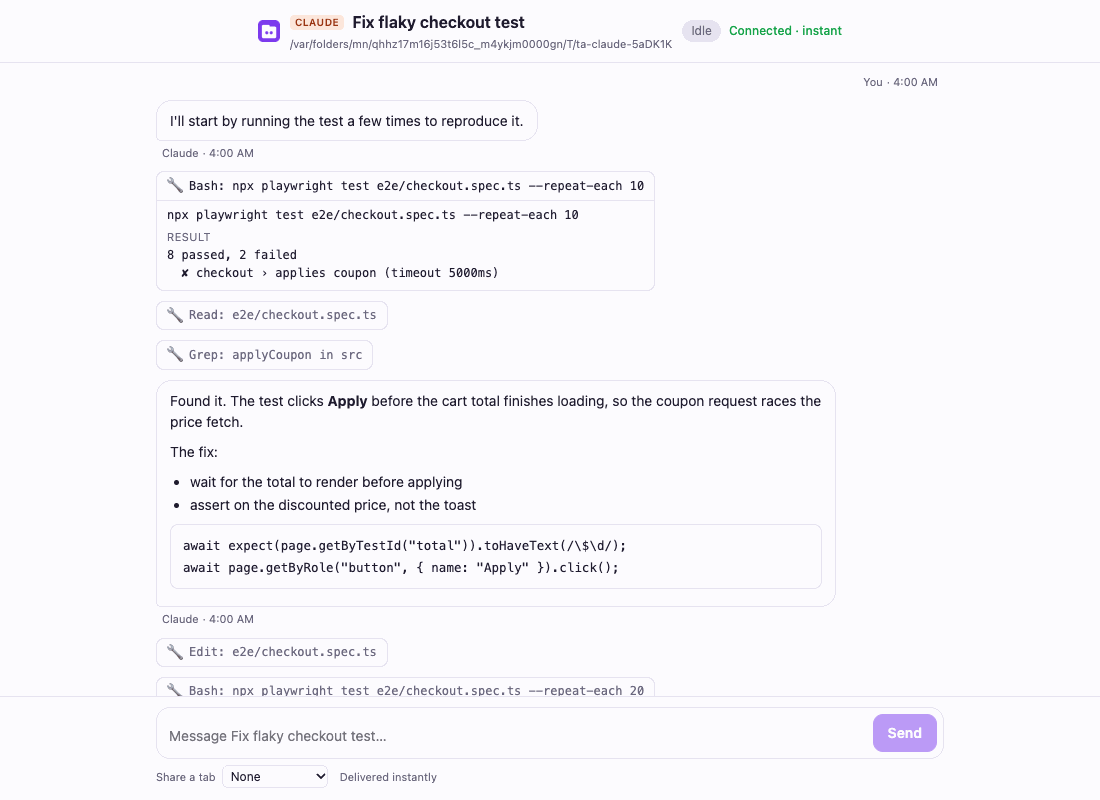 CLAUDE Fix flaky checkout test
/var/folders/mn/qhhz17m16j53t6l5c_m4ykjm0000gn/T/ta-claude-5aDK1K
Idle
Connected · instant
You · 4:00 AM
I'll start by running the test a few times to reproduce it.
Claude · 4:00 AM
Bash: npx playwright test e2e/checkout.spec.ts --repeat-each 10
npx playwright test e2e/checkout.spec.ts --repeat-each 10
RESULT
8 passed, 2 failed
✘ checkout › applies coupon (timeout 5000ms)
Read: e2e/checkout.spec.ts
Grep: applyCoupon in src
Found it. The test clicks Apply before the cart total finishes loading, so the coupon request races the
price fetch.
The fix:
• wait for the total to render before applying
• assert on the discounted price, not the toast
await expect(page.getByTestId("total")).toHaveText(/\$\d/);
await page.getByRole("button", { name: "Apply" }).click();
Claude · 4:00 AM
Edit: e2e/checkout.spec.ts
Bash: npx playwright test e2e/checkout.spec.ts --repeat-each 20
Message Fix flaky checkout test...
Send
Share a tab
None
Delivered instantly